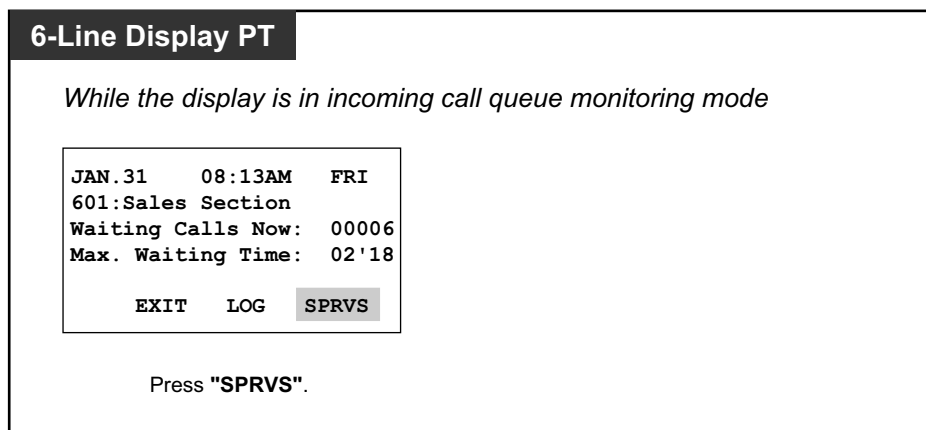 6-Line Display PT
While the display is in incoming call queue monitoring mode
JAN.31 08:13AM FRI
601:Sales Section
Waiting Calls Now: 00006
Max. Waiting Time: 02'18
EXIT LOG SPRVS
Press "SPRVS".